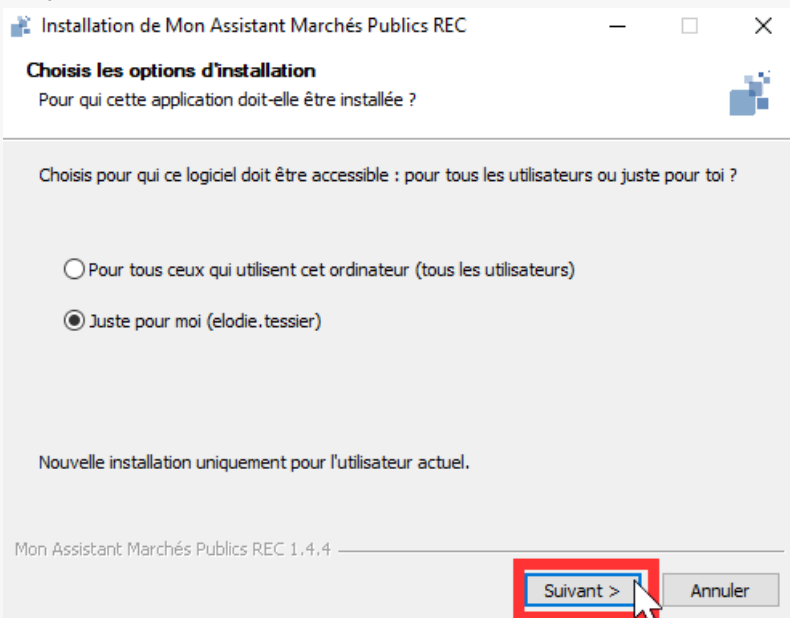 Installation de Mon Assistant Marchés Publics REC
Choisis les options d'installation
Pour qui cette application doit-elle être installée ?
Choisis pour qui ce logiciel doit être accessible : pour tous les utilisateurs ou juste pour toi ?
Pour tous ceux qui utilisent cet ordinateur (tous les utilisateurs)
Juste pour moi (elodie.tessier)
Nouvelle installation uniquement pour l'utilisateur actuel.
Mon Assistant Marchés Publics REC 1.4.4
Suivant > Annuler